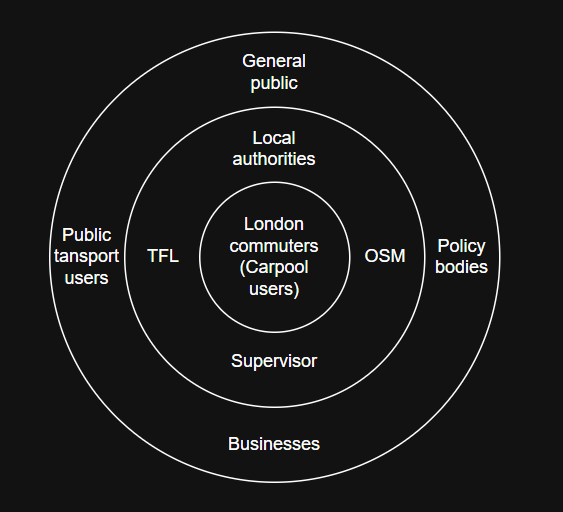 General
public
Local
authorities
London
commuters
(Carpool
users)
Public
tansport
users
TFL
OSM
Policy
bodies
Supervisor
Businesses